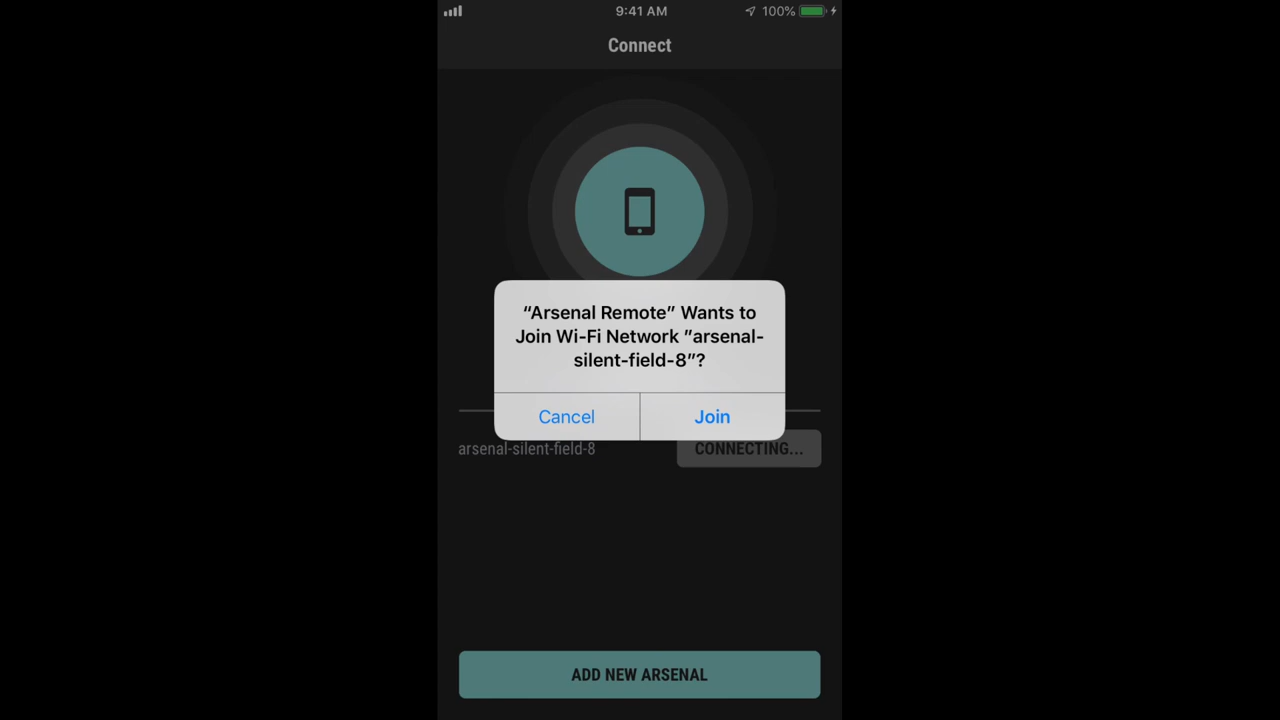 9:41 AM
100%
Connect
“Arsenal Remote” Wants to
Join Wi-Fi Network ”arsenal-
silent-field-8”?
Cancel
Join
arsenal-silent-field-8
CONNECTING...
ADD NEW ARSENAL